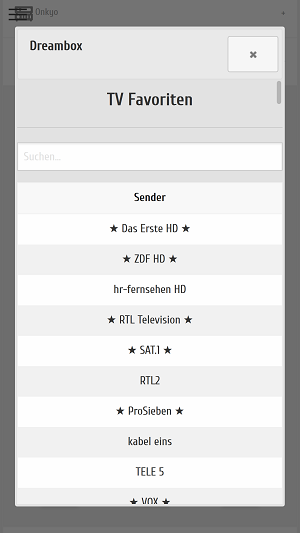 Onkyo
Dreambox
TV Favoriten
Suchen...
Sender
★ Das Erste HD ★
★ ZDF HD ★
hr-fernsehen HD
★ RTL Television ★
★ SAT.1 ★
RTL2
★ ProSieben ★
kabel eins
TELE 5
★ VOX ★